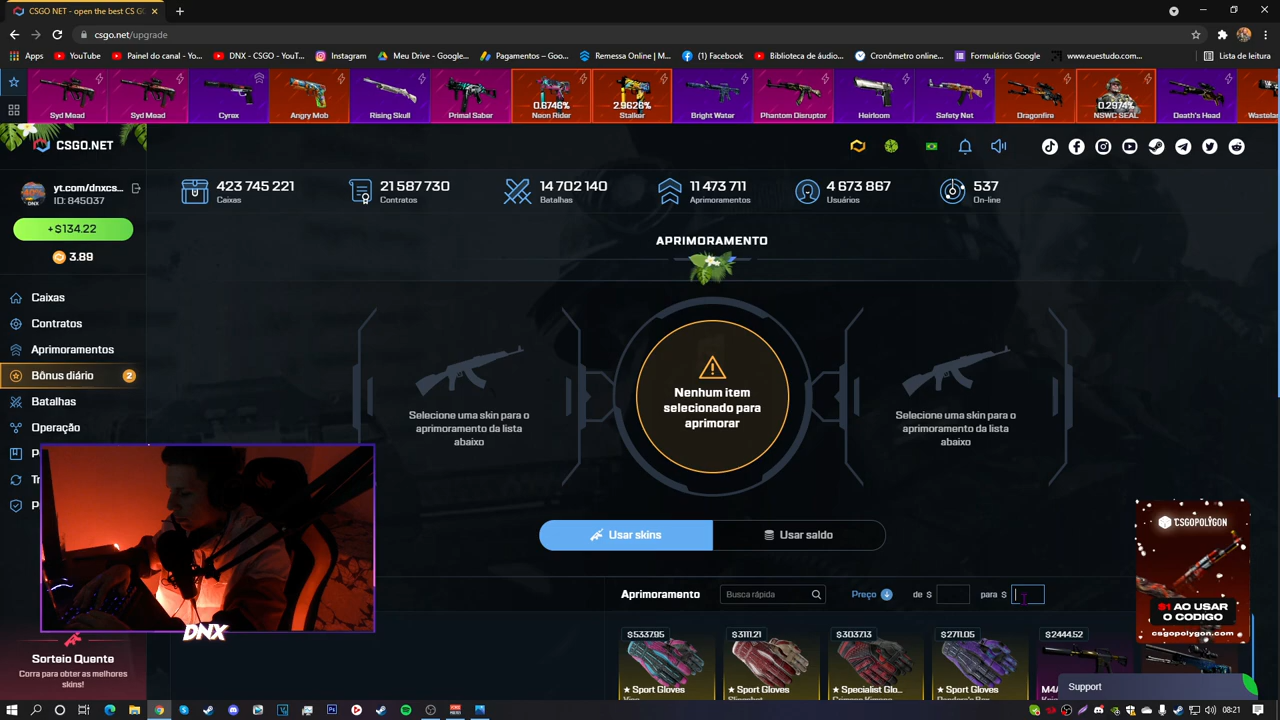 CSGO NET - open the best CS G
csgo.net/upgrade
Apps
YouTube
Painel do canal - Yo...
DNX - CSGO - YouT...
Instagram
Meu Drive - Google...
Pagamentos – Goo...
Remessa Online | M...
(1) Facebook
Biblioteca de áudio...
Cronômetro online...
Formulários Google
www.euestudo.com
Lista de leitura
Syd Mead
Syd Mead
Cyrex
Angry Mob
Rising Skull
Primal Saber
0.6746%
Neon Rider
2.9626%
Stalker
Bright Water
Phantom Disruptor
Heirloom
Safety Net
Dragonfire
0.2974%
NSWC SEAL
Death's Head
Wastelan
CSGO.NET
yt.com/dnxcs...
ID: 845037
+$134.22
3.89
423 745 221
Caixas
21 587 730
Contratos
14 702 140
Batalhas
11 473 711
Aprimoramentos
4 673 867
Usuários
537
On-line
Caixas
Contratos
Aprimoramentos
Bônus diário
2
Batalhas
Operação
P
Tr
P
DNX
Sorteio Quente
Corra para obter as melhores
skins!
APRIMORAMENTO
Selecione uma skin para o
aprimoramento da lista
abaixo
Nenhum item
selecionado para
aprimorar
Selecione uma skin para o
aprimoramento da lista
abaixo
Usar skins
Usar saldo
Aprimoramento
Busca rápida
Preço
de $
para $
$5337.95
★ Sport Gloves
$3111.21
★ Sport Gloves
$3037.13
★ Specialist Glo...
$2711.05
★ Sport Gloves
$2444.52
CSGOPOLYGON
$1 AO USAR
O CODIGO
csgopolygon.com
Support
08:21